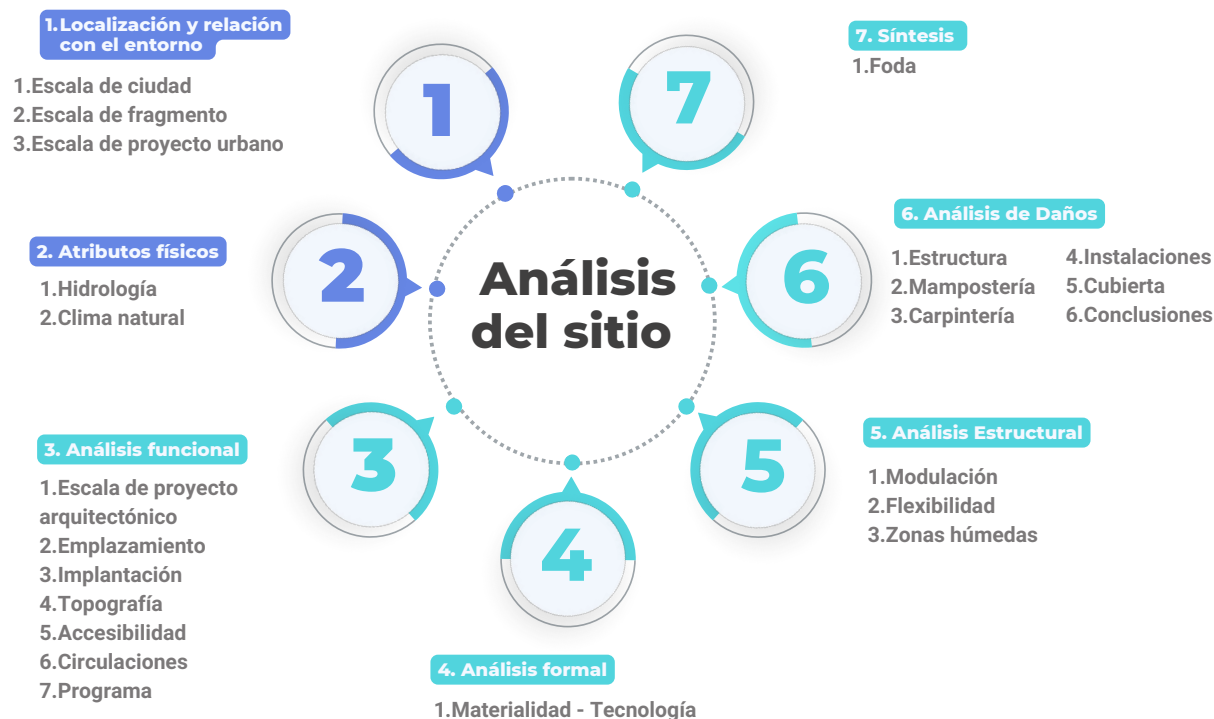 1.Localización y relación
con el entorno
1.Escala de ciudad
2.Escala de fragmento
3.Escala de proyecto urbano
1
7
7. Síntesis
1.Foda
2. Atributos físicos
1.Hidrología
2.Clima natural
2
Análisis
del sitio
6
6. Análisis de Daños
1.Estructura
2.Mampostería
3.Carpintería
4.Instalaciones
5.Cubierta
6.Conclusiones
3. Análisis funcional
1.Escala de proyecto
arquitectónico
2.Emplazamiento
3.Implantación
4.Topografía
5.Accesibilidad
6.Circulaciones
7.Programa
3
4
4. Análisis formal
1.Materialidad - Tecnología
5
5. Análisis Estructural
1.Modulación
2.Flexibilidad
3.Zonas húmedas